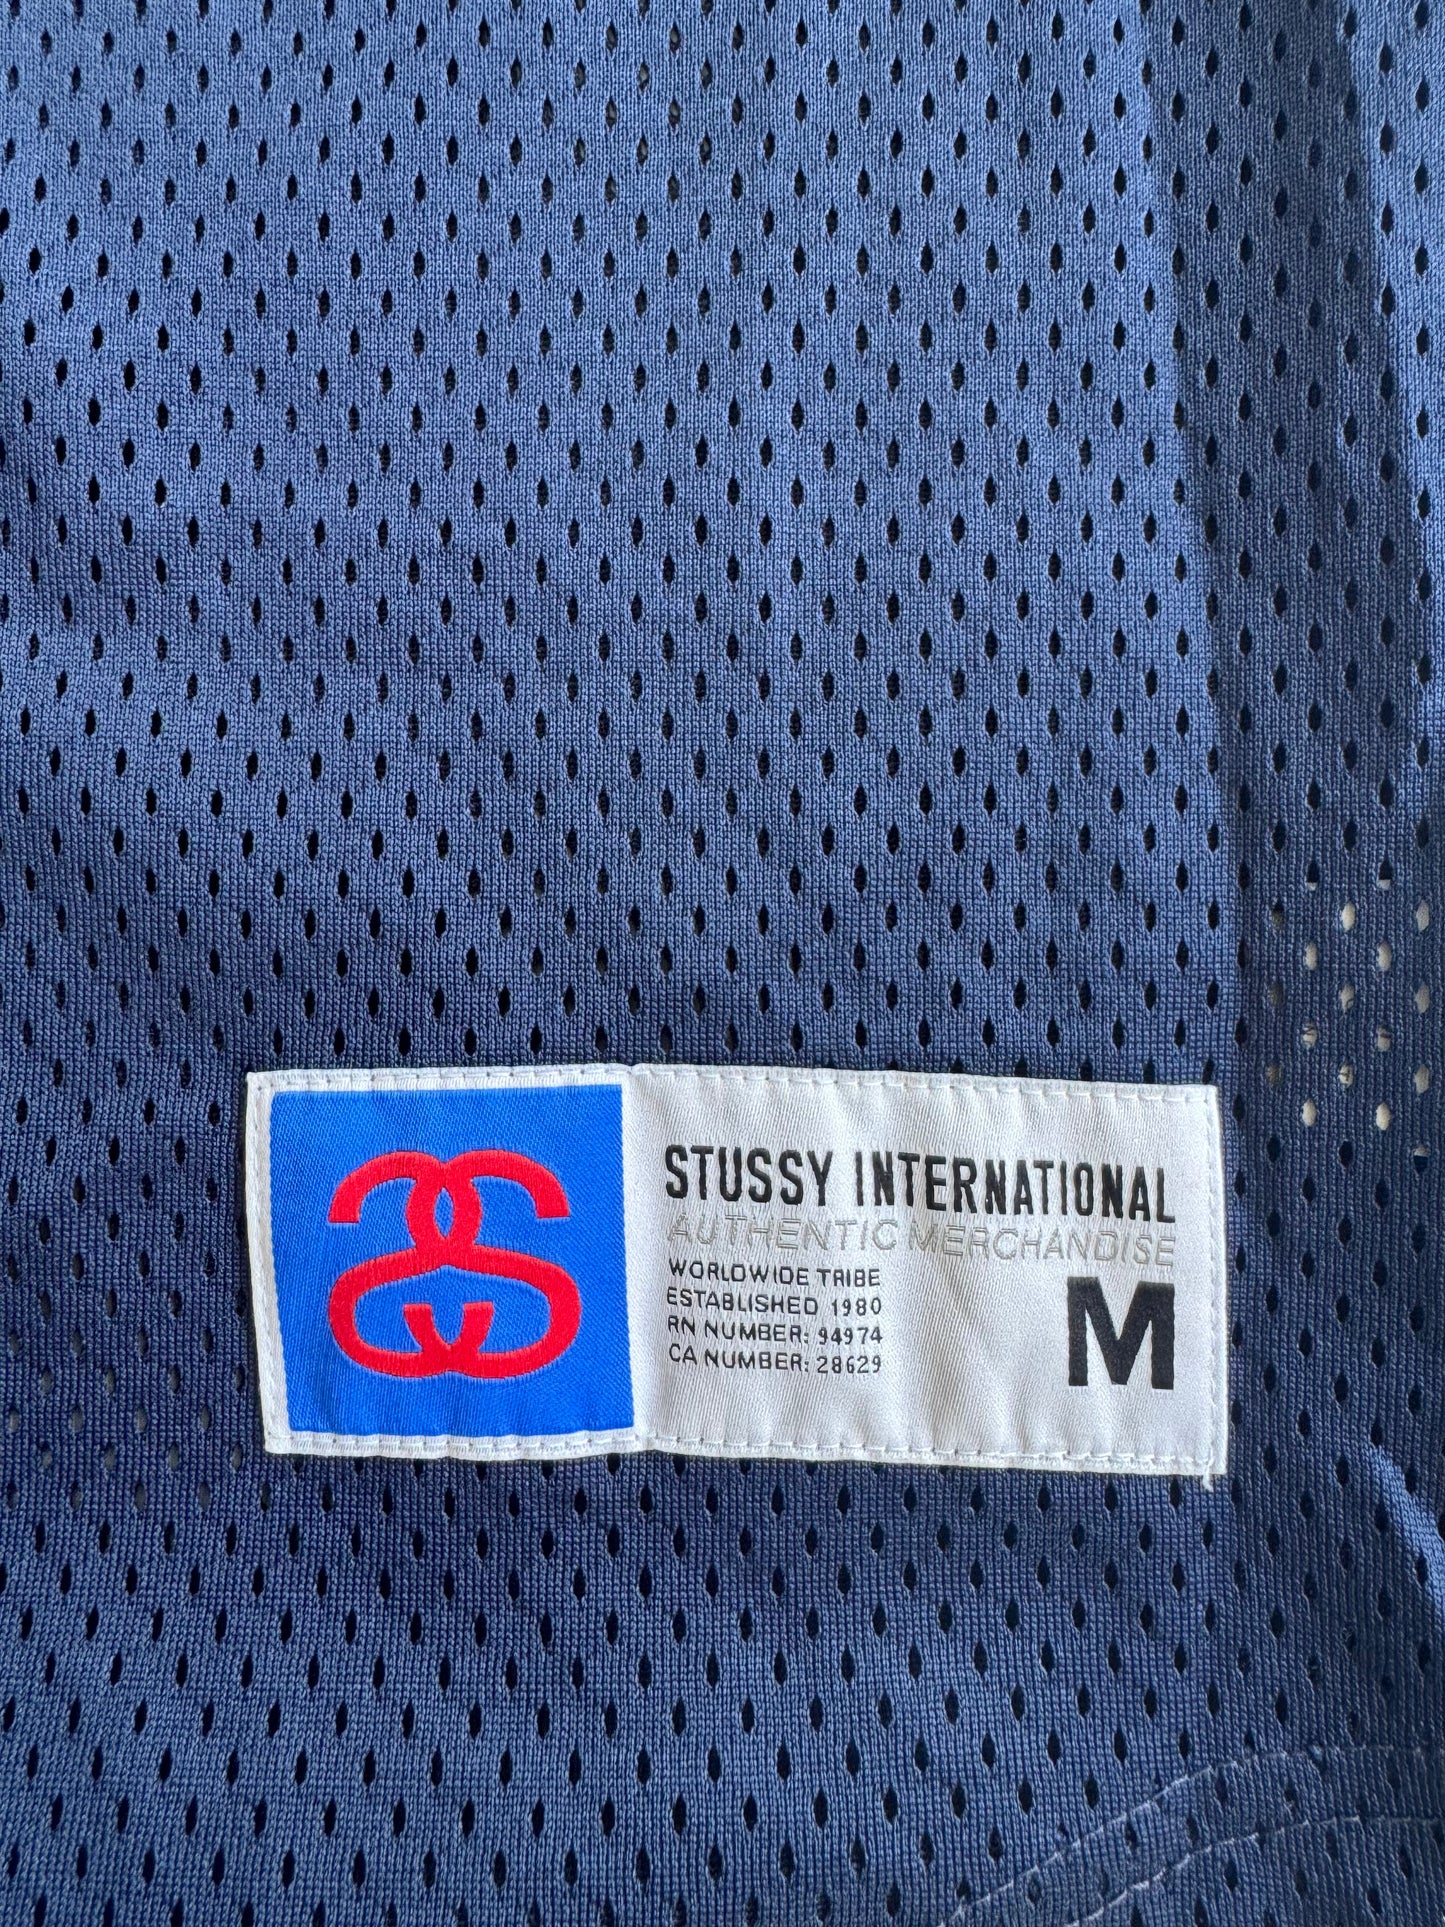 STUSSY INTERNATIONAL
AUTHENTIC MERCHANDISE
WORLDWIDE TRIBE
ESTABLISHED 1980
RN NUMBER: 94974
CA NUMBER: 28629
M